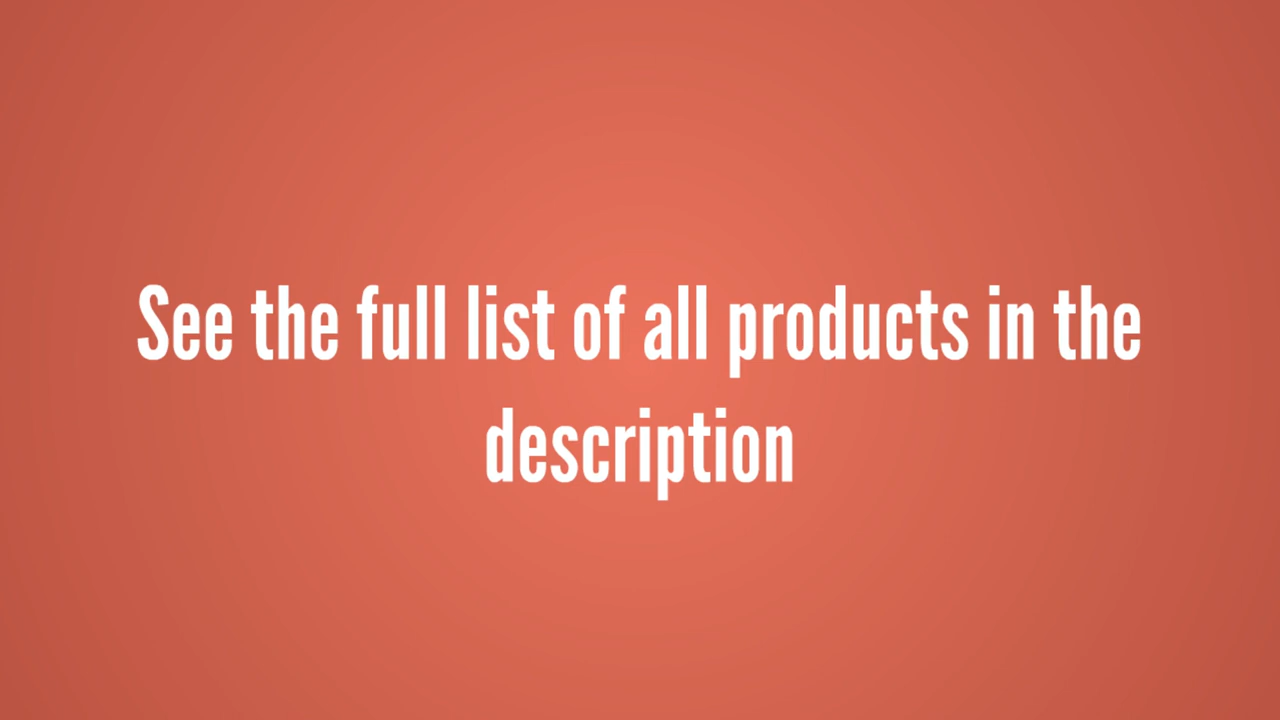 See the full list of all products in the
description